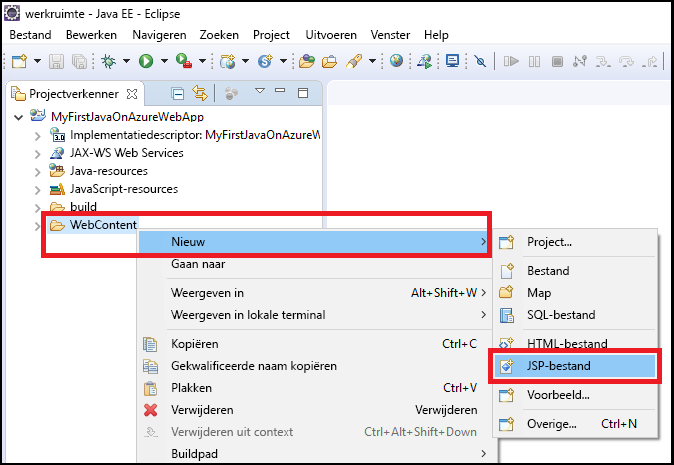 werkruimte - Java EE - Eclipse
Bestand Bewerken Navigeren Zoeken Project Uitvoeren Venster Help
Projectverkenner
MyFirstJavaOnAzureWebApp
3.0 Implementatiedescriptor: MyFirstJavaOnAzureW
JAX-WS Web Services
Java-resources
JavaScript-resources
build
WebContent
Nieuw
Gaan naar
Weergeven in Alt+Shift+W
Weergeven in lokale terminal
Kopiëren Ctrl+C
Gekwalificeerde naam kopiëren
Plakken Ctrl+V
Verwijderen Verwijderen
Verwijderen uit context Ctrl+Alt+Shift+Down
Buildpad
Project...
Bestand
Map
SQL-bestand
HTML-bestand
JSP-bestand
Voorbeeld...
Overige... Ctrl+N